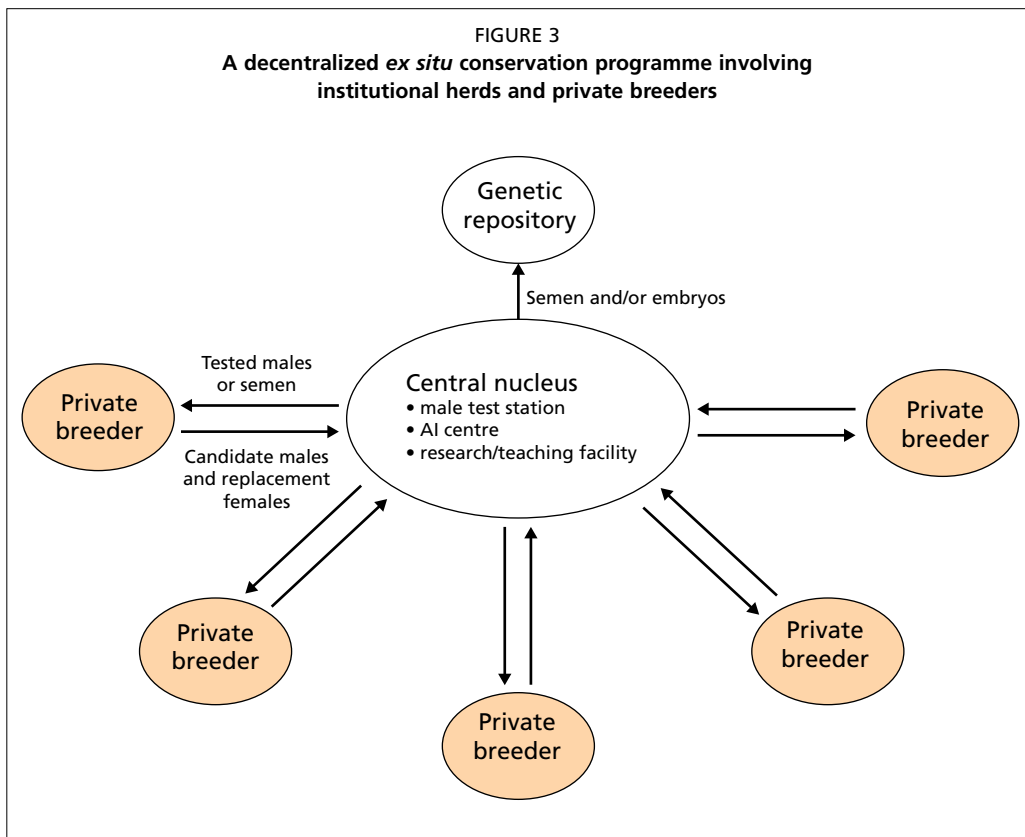 FIGURE 3
A decentralized ex situ conservation programme involving
institutional herds and private breeders
Genetic
repository
Semen and/or embryos
Tested males
or semen
Private
breeder
Candidate males
and replacement
females
Central nucleus
• male test station
• AI centre
• research/teaching facility
Private
breeder
Private
breeder
Private
breeder
Private
breeder